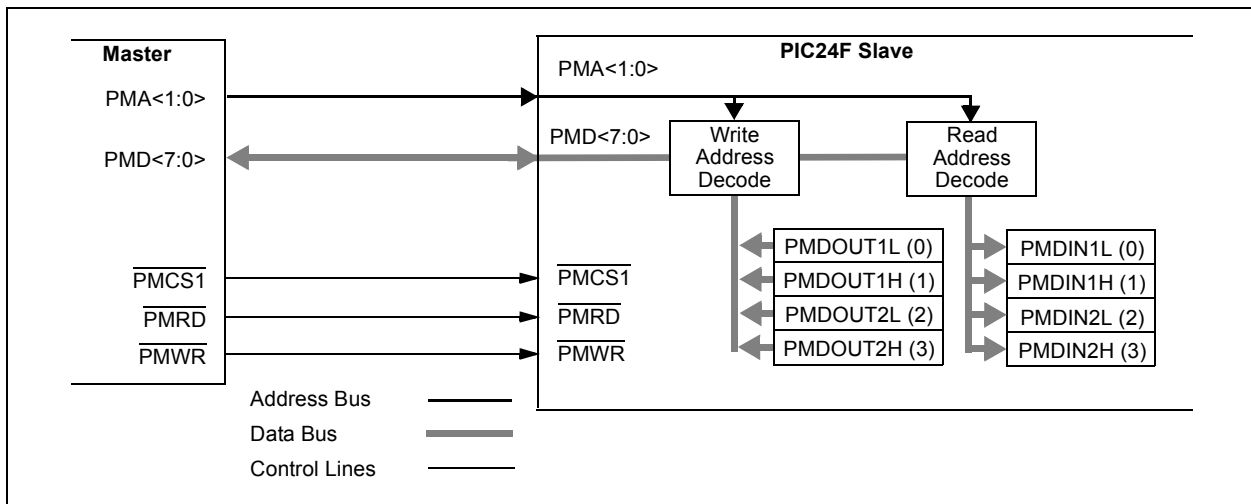 Master
PIC24F Slave
PMA<1:0>
PMA<1:0>
PMD<7:0>
PMD<7:0>
Write
Address
Decode
Read
Address
Decode
PMDOUT1L (0)
PMDOUT1H (1)
PMDOUT2L (2)
PMDOUT2H (3)
PMDIN1L (0)
PMDIN1H (1)
PMDIN2L (2)
PMDIN2H (3)
PMCS1
PMCS1
PMRD
PMRD
PMWR
PMWR
Address Bus
Data Bus
Control Lines